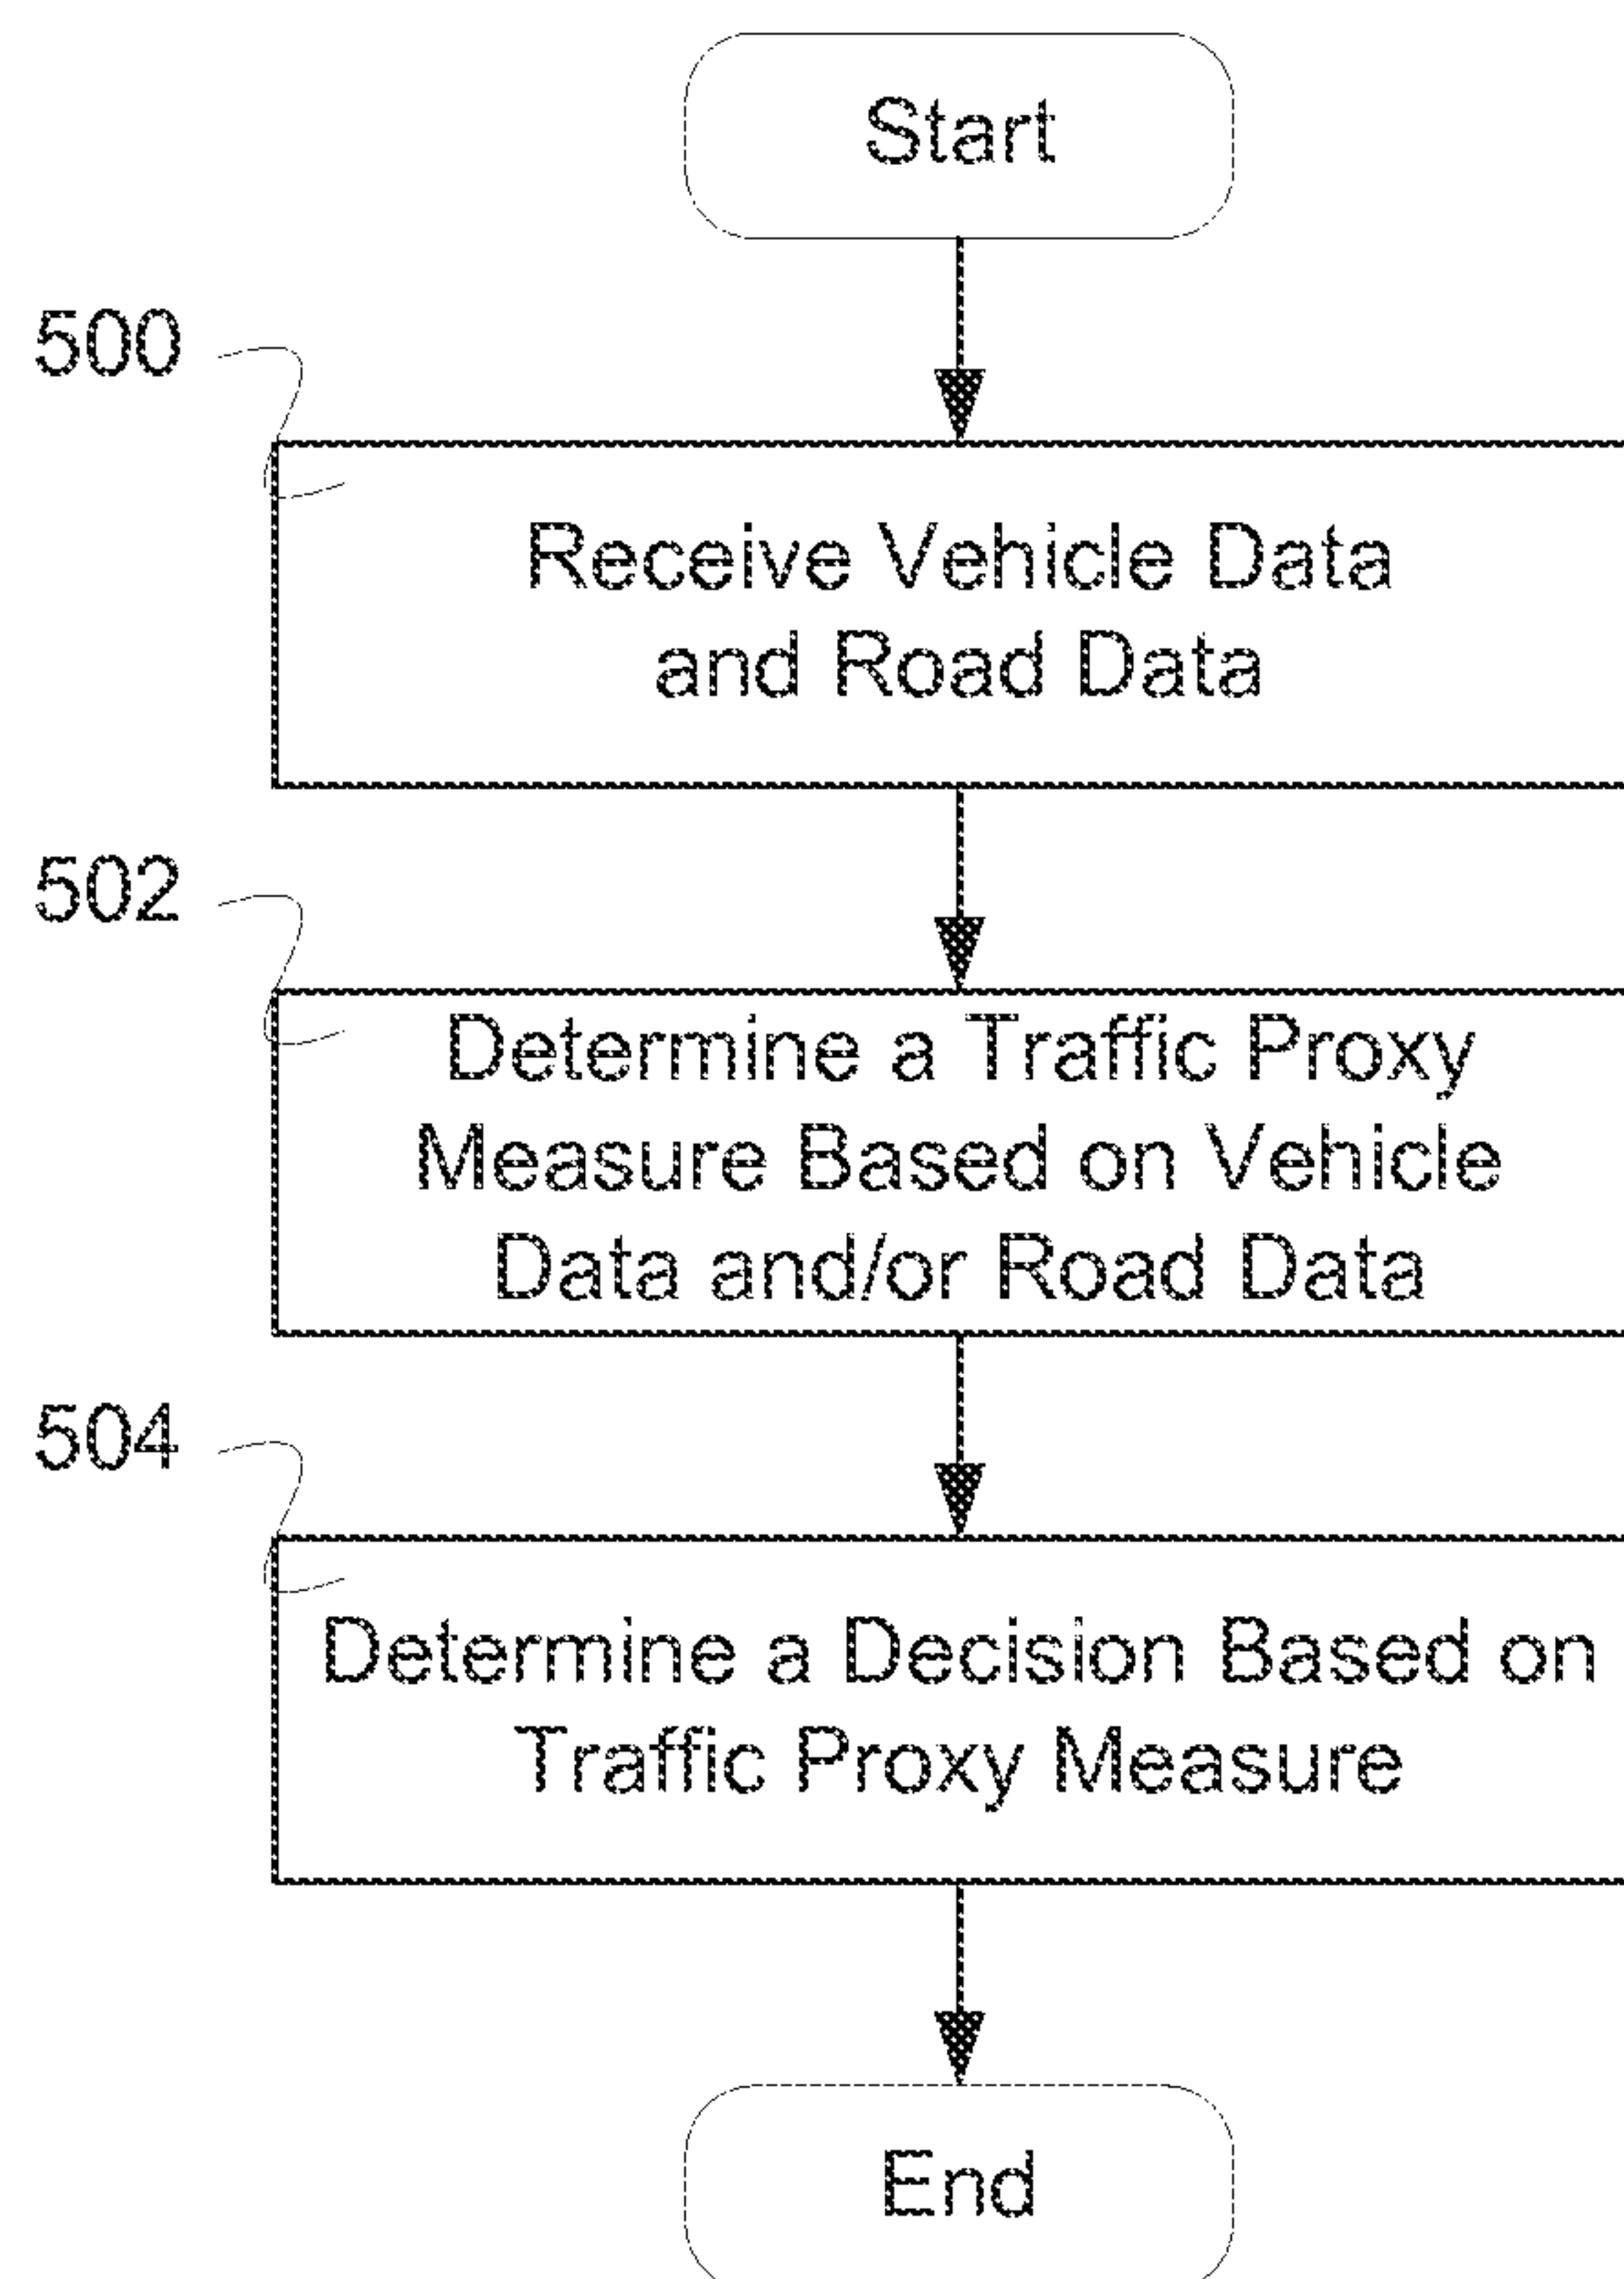 Start
500
Receive Vehicle Data
and Road Data
502
Determine a Traffic Proxy
Measure Based on Vehicle
Data and/or Road Data
504
Determine a Decision Based on
Traffic Proxy Measure
End